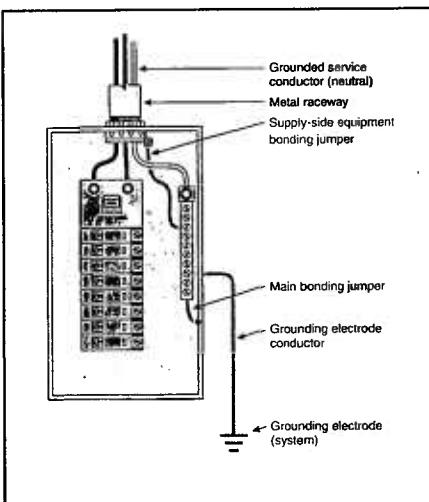 Grounded service
conductor (neutral)
Metal raceway
Supply-side equipment
bonding jumper
Main bonding jumper
Grounding electrode
conductor
Grounding electrode
(system)